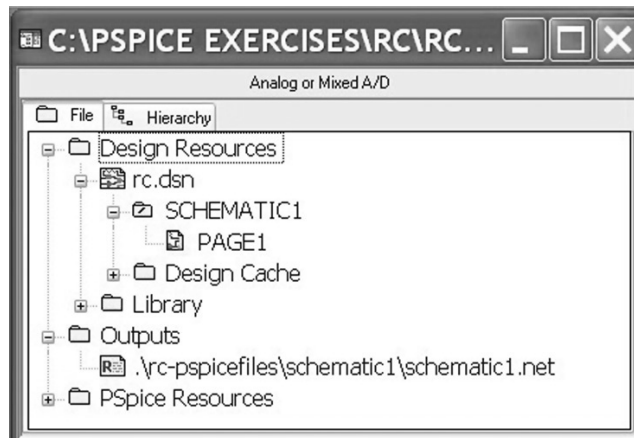 C:\PSPICE EXERCISES\RC\RC...
Analog or Mixed A/D
File Hierarchy
Design Resources
rc.dsn
SCHEMATIC1
PAGE1
Design Cache
Library
Outputs
.\rc-pspicefiles\schematic1\schematic1.net
PSpice Resources